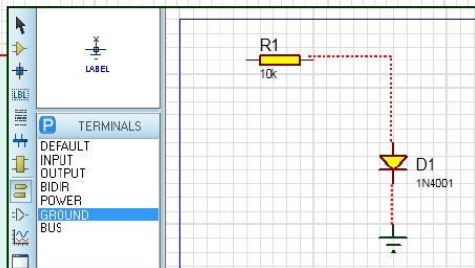 LABEL
LBL
P TERMINALS
DEFAULT
INPUT
OUTPUT
BIDIR
POWER
GROUND
BUS
R1
10k
D1
1N4001